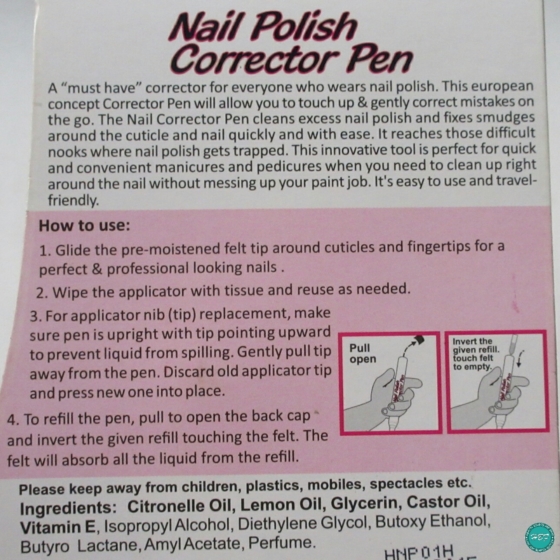 Nail Polish
Corrector Pen
A “must have” corrector for everyone who wears nail polish. This european
concept Corrector Pen will allow you to touch up & gently correct mistakes on
the go. The Nail Corrector Pen cleans excess nail polish and fixes smudges
around the cuticle and nail quickly and with ease. It reaches those difficult
nooks where nail polish gets trapped. This innovative tool is perfect for quick
and convenient manicures and pedicures when you need to clean up right
around the nail without messing up your paint job. It's easy to use and travel-
friendly.
How to use:
1. Glide the pre-moistened felt tip around cuticles and fingertips for a
perfect & professional looking nails .
2. Wipe the applicator with tissue and reuse as needed.
3. For applicator nib (tip) replacement, make
sure pen is upright with tip pointing upward
to prevent liquid from spilling. Gently pull tip
away from the pen. Discard old applicator tip
and press new one into place.
Pull
open
Invert the
given refill.
touch felt
to empty.
4. To refill the pen, pull to open the back cap
and invert the given refill touching the felt. The
felt will absorb all the liquid from the refill.
Please keep away from children, plastics, mobiles, spectacles etc.
Ingredients: Citronelle Oil, Lemon Oil, Glycerin, Castor Oil,
Vitamin E, Isopropyl Alcohol, Diethylene Glycol, Butoxy Ethanol,
Butyro Lactane, Amyl Acetate, Perfume.
HNP01H